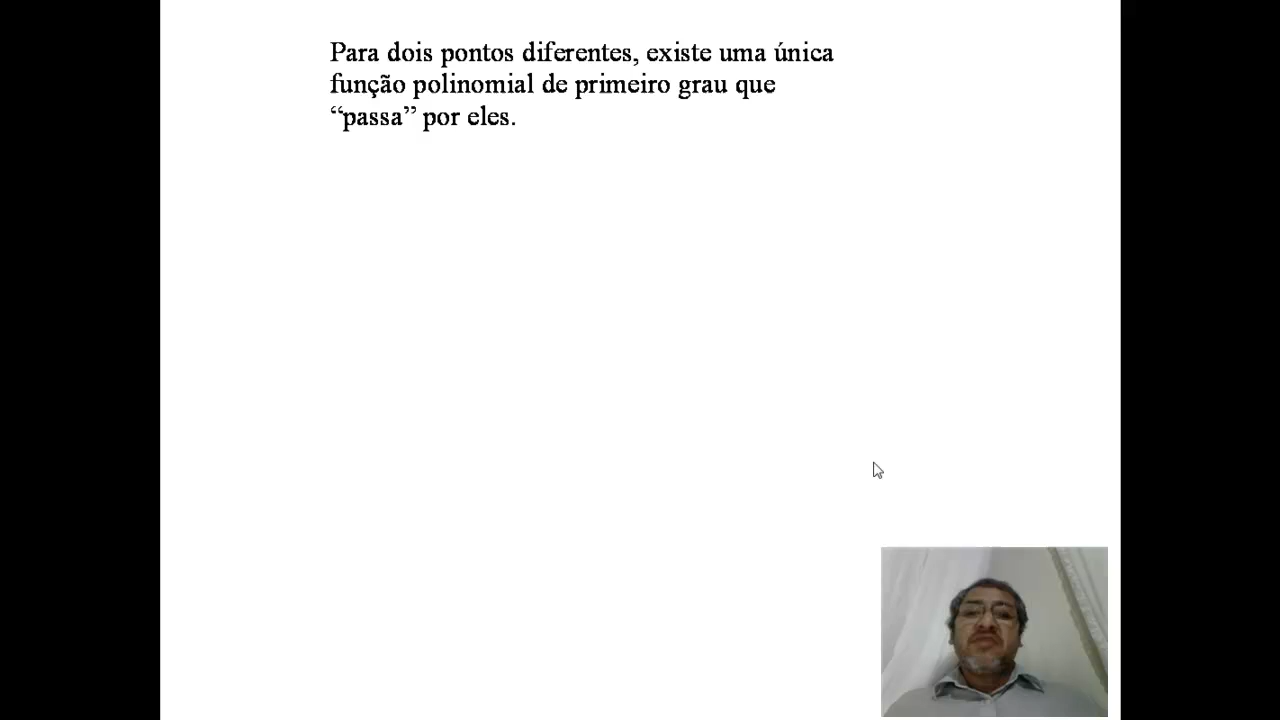 Para dois pontos diferentes, existe uma única
função polinomial de primeiro grau que
“passa” por eles.